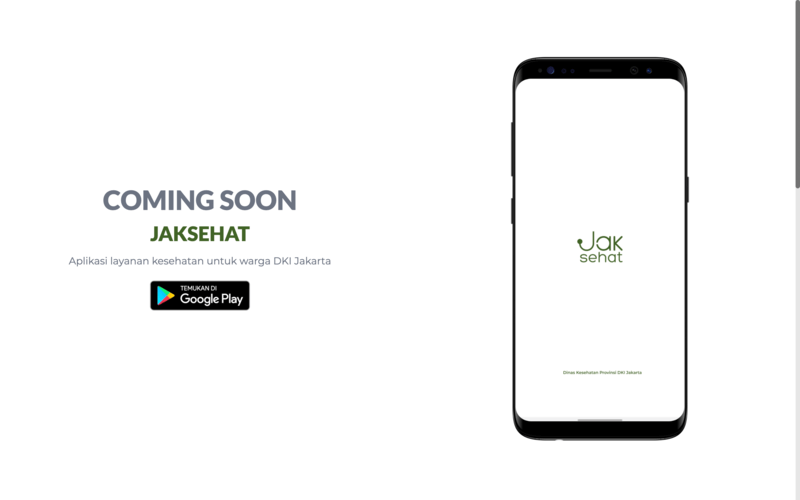 COMING SOON
JAKSEHAT
Aplikasi layanan kesehatan untuk warga DKI Jakarta
TEMUKAN DI
Google Play
Jak
sehat
Dinas Kesehatan Provinsi DKI Jakarta